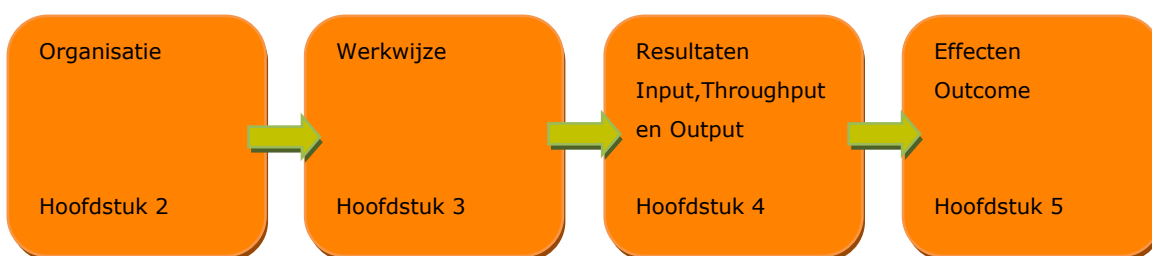 Organisatie
Hoofdstuk 2
Werkwijze
Hoofdstuk 3
Resultaten
Input,Throughput
en Output
Hoofdstuk 4
Effecten
Outcome
Hoofdstuk 5